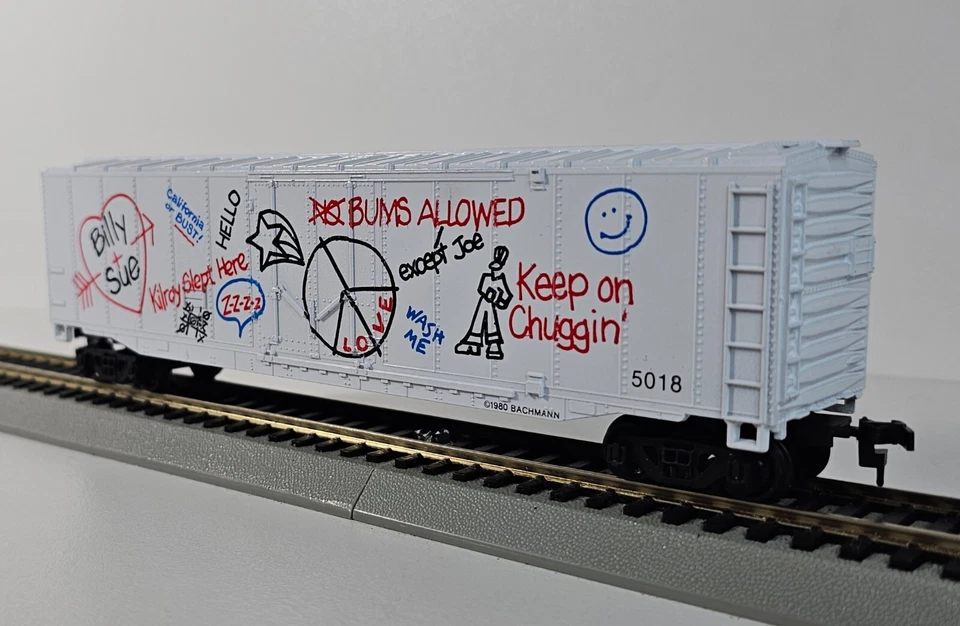 Billy
+
Sue
California
or BUST!
HELLO
Kilroy Slept Here
Z-Z-Z-Z
NO BUMS ALLOWED
except Joe
LOVE
WASH
ME
Keep on
Chuggin'
5018
©1980 BACHMANN